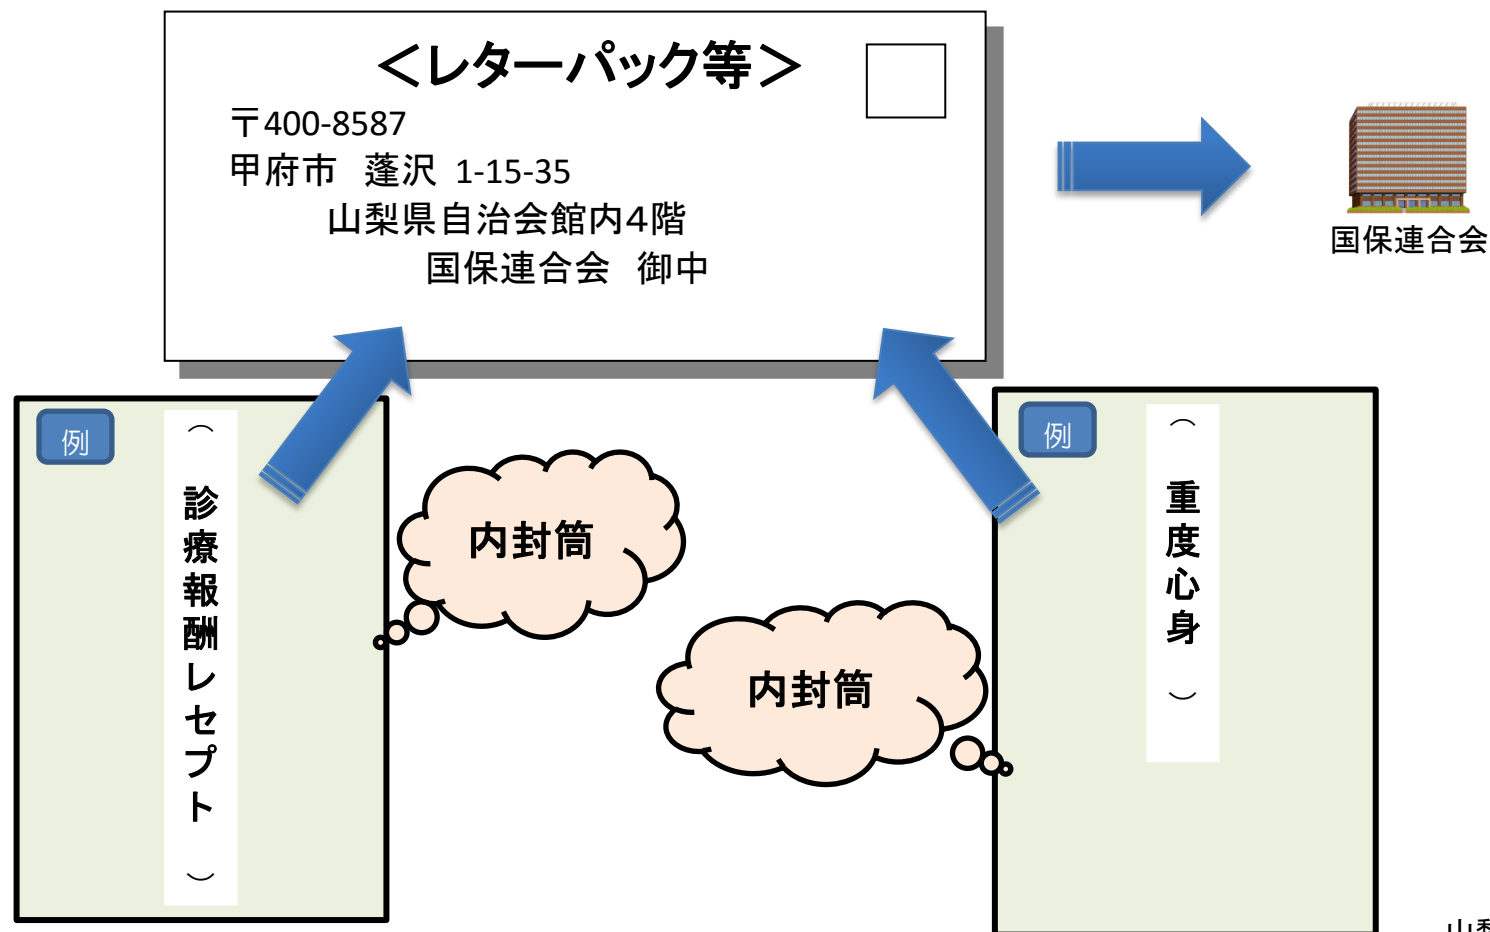 ＜レターパック等＞
〒400-8587
甲府市　蓬沢 1-15-35
山梨県自治会館内4階
国保連合会　御中
国保連合会
例
（　診療報酬レセプト　）
内封筒
内封筒
例
（　重度心身　）
山梨